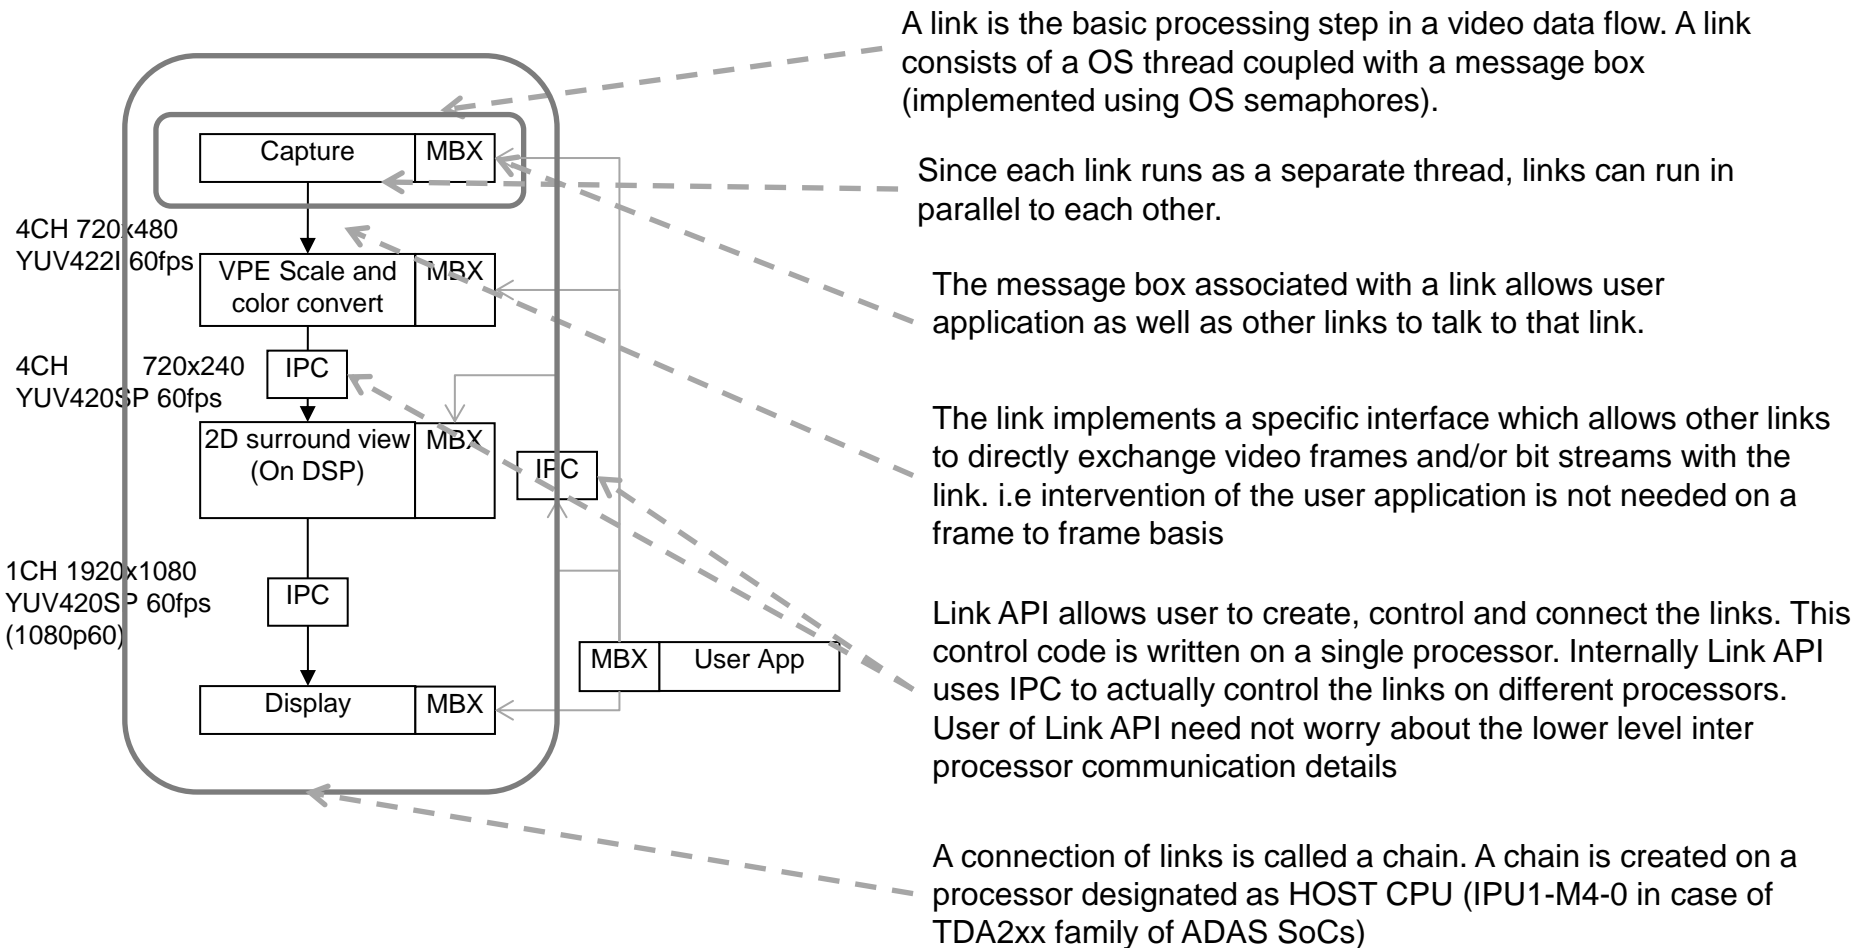 A link is the basic processing step in a video data flow. A link
consists of a OS thread coupled with a message box
(implemented using OS semaphores).
Capture
MBX
Since each link runs as a separate thread, links can run in
parallel to each other.
4CH 720x480
YUV422I 60fps
VPE Scale and
color convert
MBX
The message box associated with a link allows user
application as well as other links to talk to that link.
4CH 720x240
YUV420SP 60fps
IPC
2D surround view
(On DSP)
MBX
IPC
The link implements a specific interface which allows other links
to directly exchange video frames and/or bit streams with the
link. i.e intervention of the user application is not needed on a
frame to frame basis
1CH 1920x1080
YUV420SP 60fps
(1080p60)
IPC
MBX
User App
Link API allows user to create, control and connect the links. This
control code is written on a single processor. Internally Link API
uses IPC to actually control the links on different processors.
User of Link API need not worry about the lower level inter
processor communication details
Display
MBX
A connection of links is called a chain. A chain is created on a
processor designated as HOST CPU (IPU1-M4-0 in case of
TDA2xx family of ADAS SoCs)